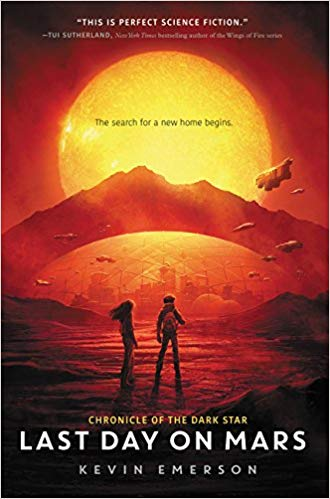 "THIS IS PERFECT SCIENCE FICTION."
—TUI SUTHERLAND, New York Times bestselling author of the Wings of Fire series
The search for a new home begins.
CHRONICLE OF THE DARK STAR
LAST DAY ON MARS
KEVIN EMERSON